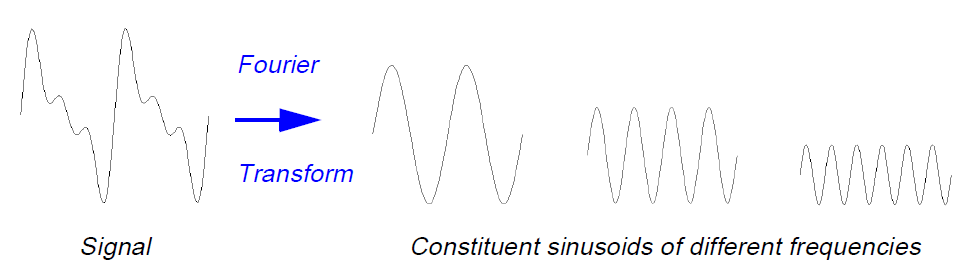 Fourier
Transform
Signal
Constituent sinusoids of different frequencies